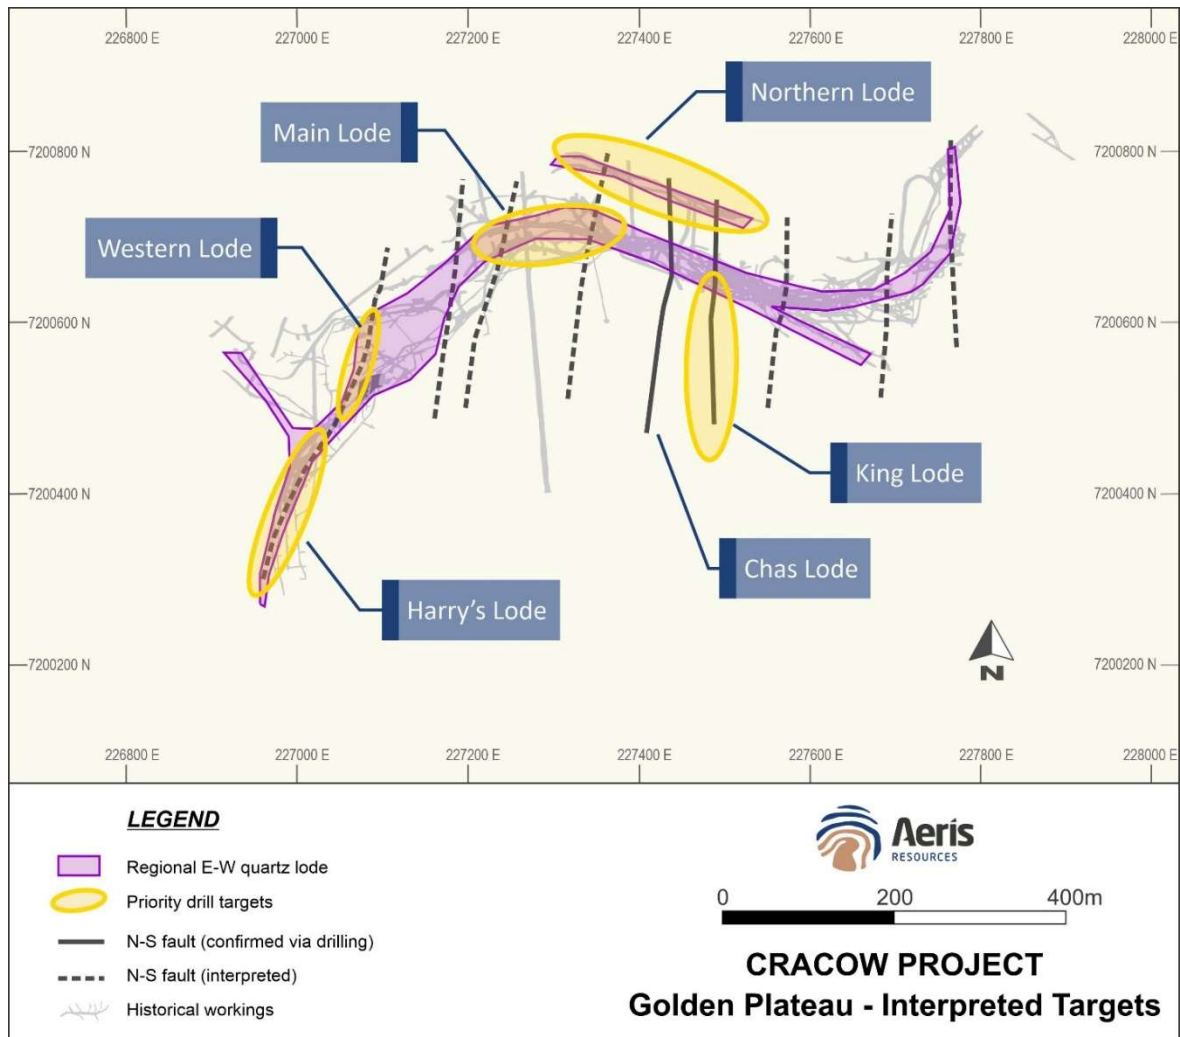 226800 E 227000 E 227200 E 227400 E 227600 E 227800 E 228000 E
Northern Lode
Main Lode
7200800 N 7200800 N
Western Lode
7200600 N 7200600 N
King Lode
7200400 N 7200400 N
Chas Lode
Harry’s Lode
N
7200200 N 7200200 N
226800 E 227000 E 227200 E 227400 E 227600 E 227800 E 228000 E
LEGEND
Regional E-W quartz lode
Priority drill targets
N-S fault (confirmed via drilling)
N-S fault (interpreted)
Historical workings
Aeris
RESOURCES
0 200 400m
CRACOW PROJECT
Golden Plateau - Interpreted Targets